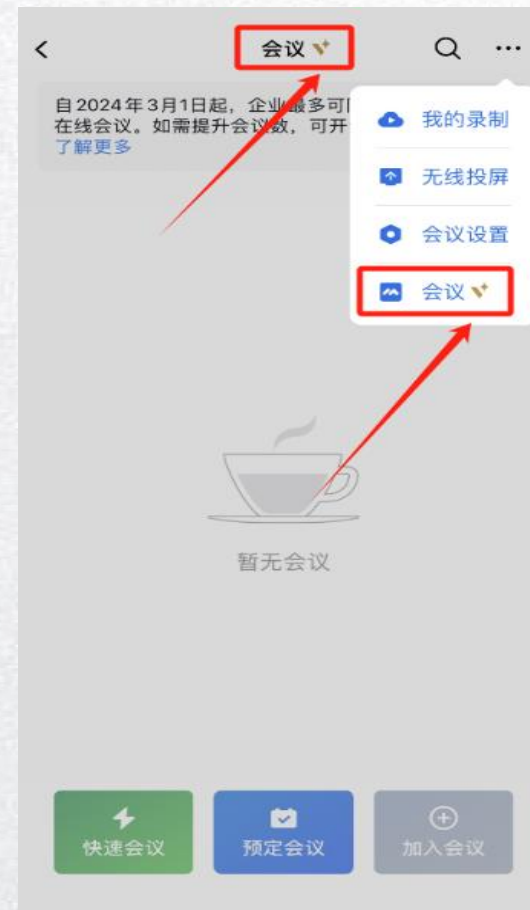 会议
自2024年3月1日起，企业最多可
在线会议。如需提升会议数，可开
了解更多
我的录制
无线投屏
会议设置
会议
暂无会议
快速会议
预定会议
加入会议